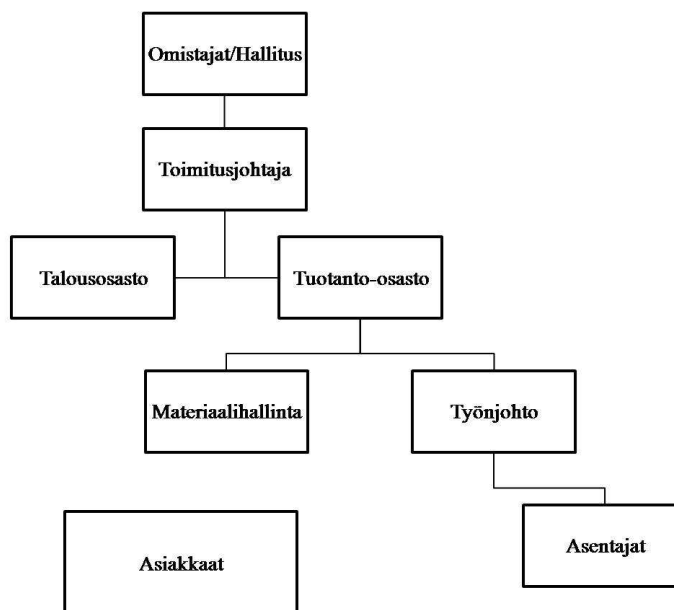 Omistajat/Hallitus
Toimitusjohtaja
Talousosasto
Tuotanto-osasto
Materiaalihallinta
Työnjohto
Asentajat
Asiakkaat